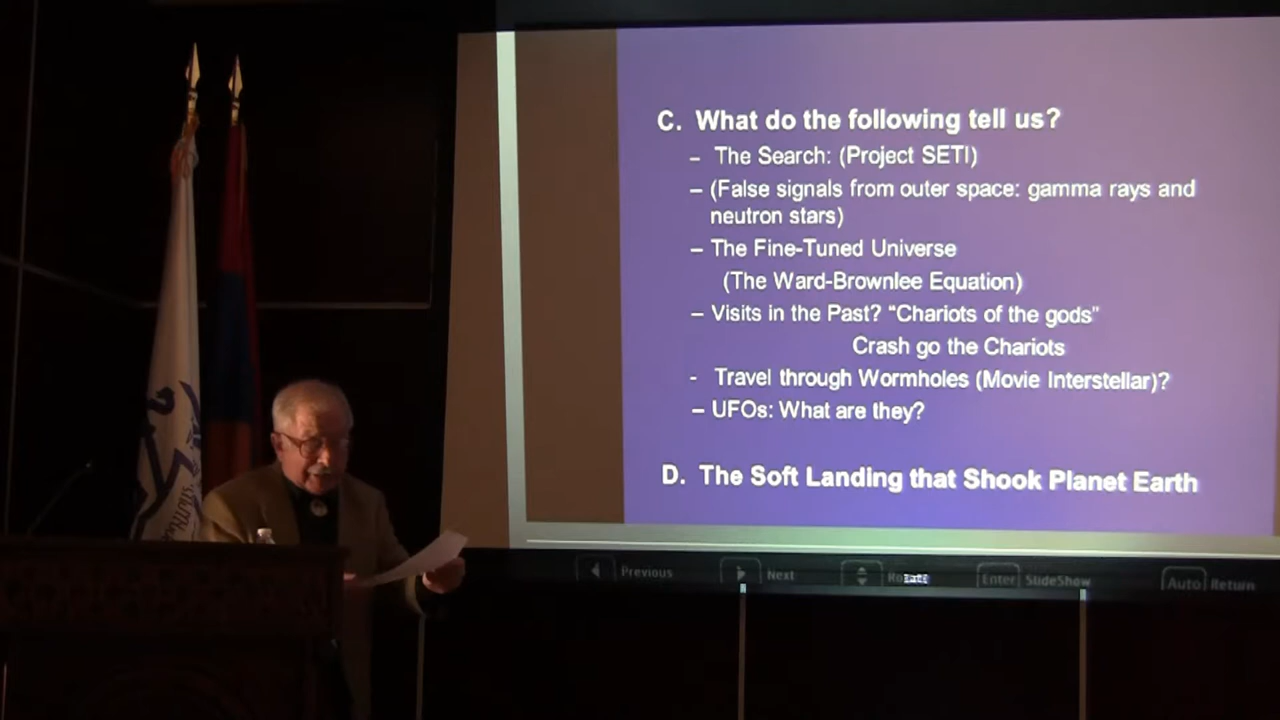 C. What do the following tell us?
– The Search: (Project SETI)
– (False signals from outer space: gamma rays and
neutron stars)
– The Fine-Tuned Universe
(The Ward-Brownlee Equation)
– Visits in the Past? “Chariots of the gods”
Crash go the Chariots
- Travel through Wormholes (Movie Interstellar)?
– UFOs: What are they?
D. The Soft Landing that Shook Planet Earth
Previous
Next
Enter SlideShow
Auto Return